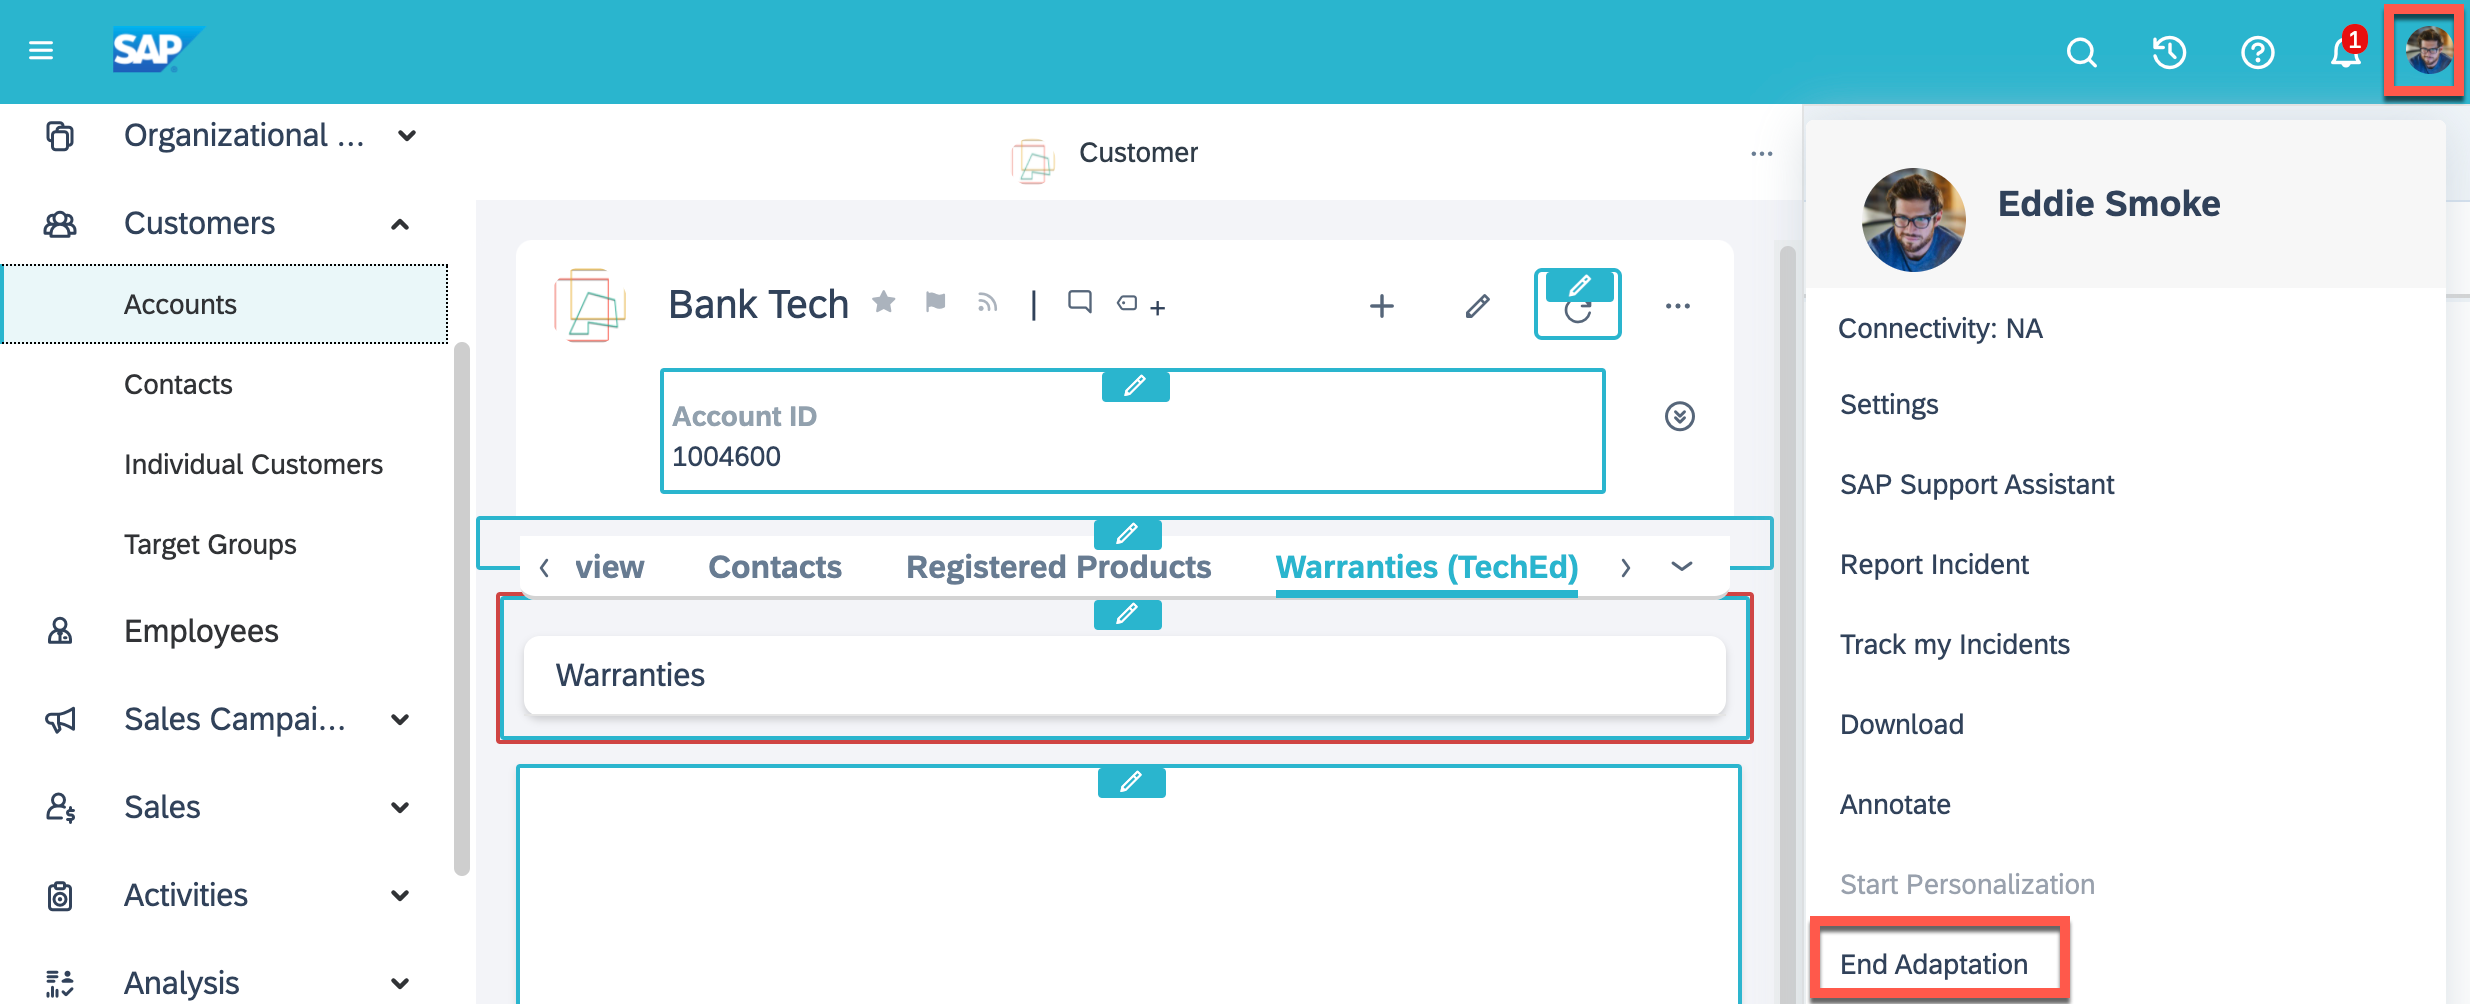 SAP
1
Organizational ...
Customers
Accounts
Contacts
Individual Customers
Target Groups
Employees
Sales Campai...
Sales
Activities
Analysis
Customer
Bank Tech
Account ID
1004600
view Contacts Registered Products Warranties (TechEd)
Warranties
Eddie Smoke
Connectivity: NA
Settings
SAP Support Assistant
Report Incident
Track my Incidents
Download
Annotate
Start Personalization
End Adaptation